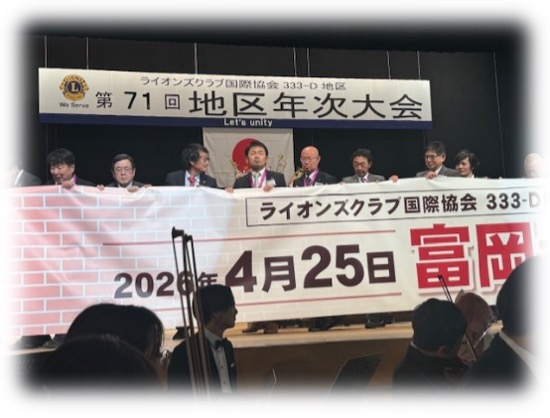 ライオンズクラブ国際協会 333-D 地区
We Serve
第71回 地区年次大会
Let's unity
ライオンズクラブ国際協会 333-D
2026年4月25日 富岡